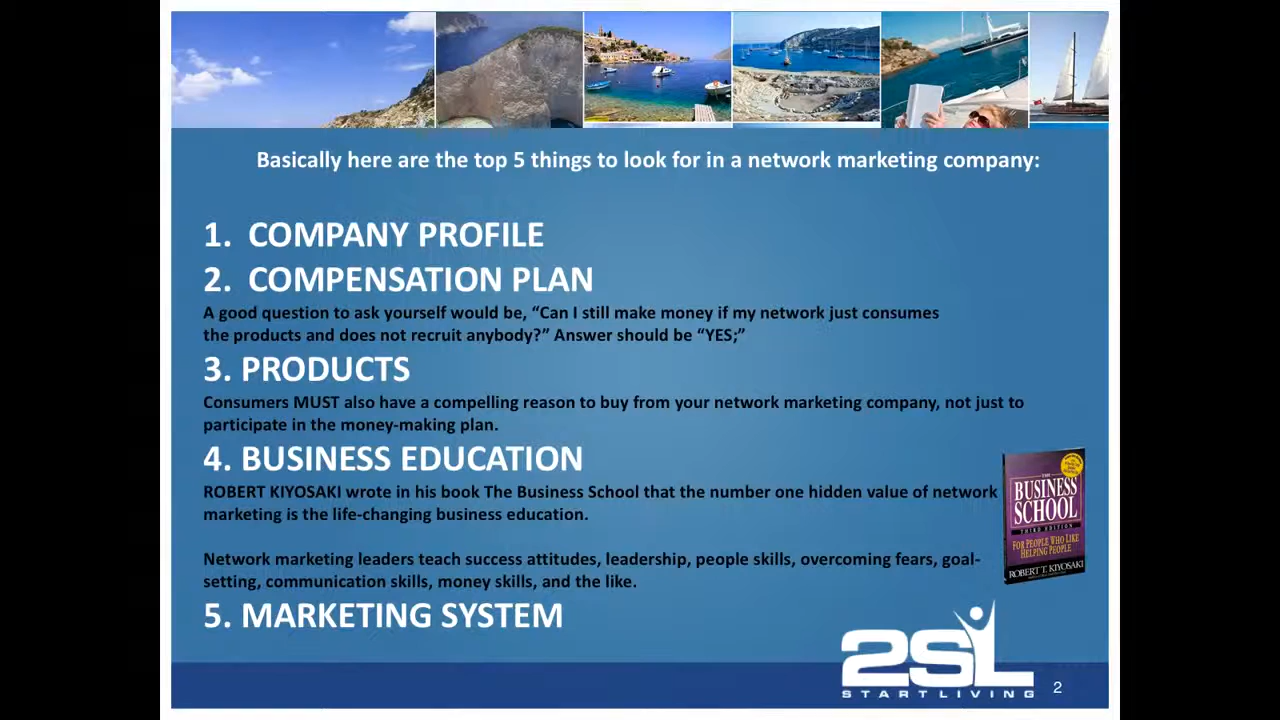 Basically here are the top 5 things to look for in a network marketing company:
1. COMPANY PROFILE
2. COMPENSATION PLAN
A good question to ask yourself would be, “Can I still make money if my network just consumes
the products and does not recruit anybody?” Answer should be “YES;”
3. PRODUCTS
Consumers MUST also have a compelling reason to buy from your network marketing company, not just to
participate in the money-making plan.
4. BUSINESS EDUCATION
ROBERT KIYOSAKI wrote in his book The Business School that the number one hidden value of network
marketing is the life-changing business education.
Network marketing leaders teach success attitudes, leadership, people skills, overcoming fears, goal-
setting, communication skills, money skills, and the like.
5. MARKETING SYSTEM
THE
BUSINESS
SCHOOL
THIRD EDITION
FOR PEOPLE WHO LIKE
HELPING PEOPLE
ROBERT T. KIYOSAKI
2SL
STARTLIVING
2